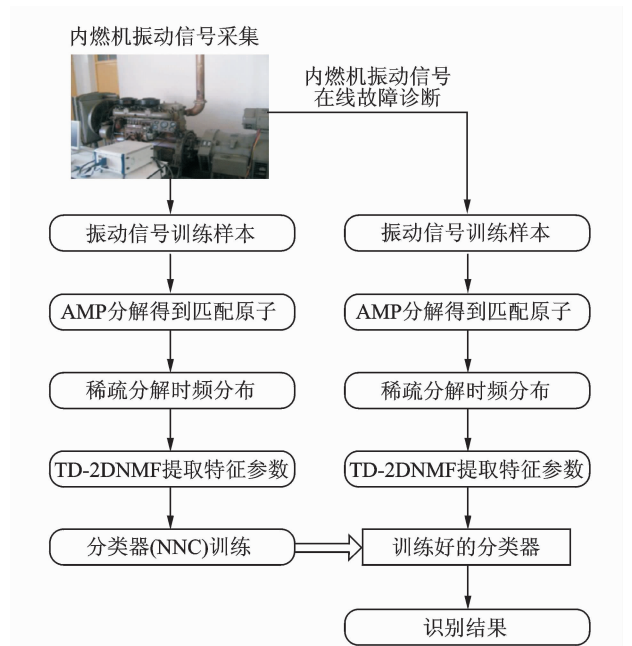 内燃机振动信号采集
内燃机振动信号
在线故障诊断
振动信号训练样本
AMP分解得到匹配原子
稀疏分解时频分布
TD-2DNMF提取特征参数
分类器(NNC)训练
振动信号训练样本
AMP分解得到匹配原子
稀疏分解时频分布
TD-2DNMF提取特征参数
训练好的分类器
识别结果